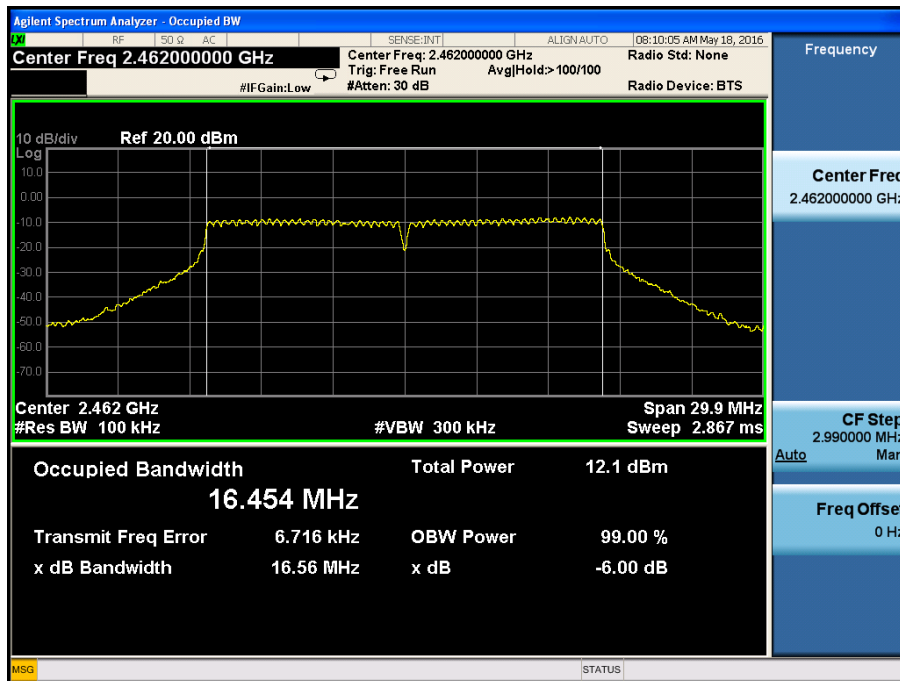 Agilent Spectrum Analyzer - Occupied BW
LXI RF 50 Ω AC SENSE:INT ALIGN AUTO 08:10:05 AM May 18, 2016
Center Freq 2.462000000 GHz
Center Freq: 2.462000000 GHz
Radio Std: None
Trig: Free Run Avg|Hold:> 100/100
#IFGain:Low
#Atten: 30 dB
Radio Device: BTS
Frequency
10 dB/div Ref 20.00 dBm
Log
10.0
0.00
-10.0
-20.0
-30.0
-40.0
-50.0
-60.0
-70.0
Center 2.462 GHz Span 29.9 MHz
#Res BW 100 kHz #VBW 300 kHz Sweep 2.867 ms
Center Freq
2.462000000 GHz
CF Step
2.990000 MHz
Auto Man
Freq Offset
0 Hz
Occupied Bandwidth Total Power 12.1 dBm
16.454 MHz
Transmit Freq Error 6.716 kHz OBW Power 99.00 %
x dB Bandwidth 16.56 MHz x dB -6.00 dB
MSG STATUS